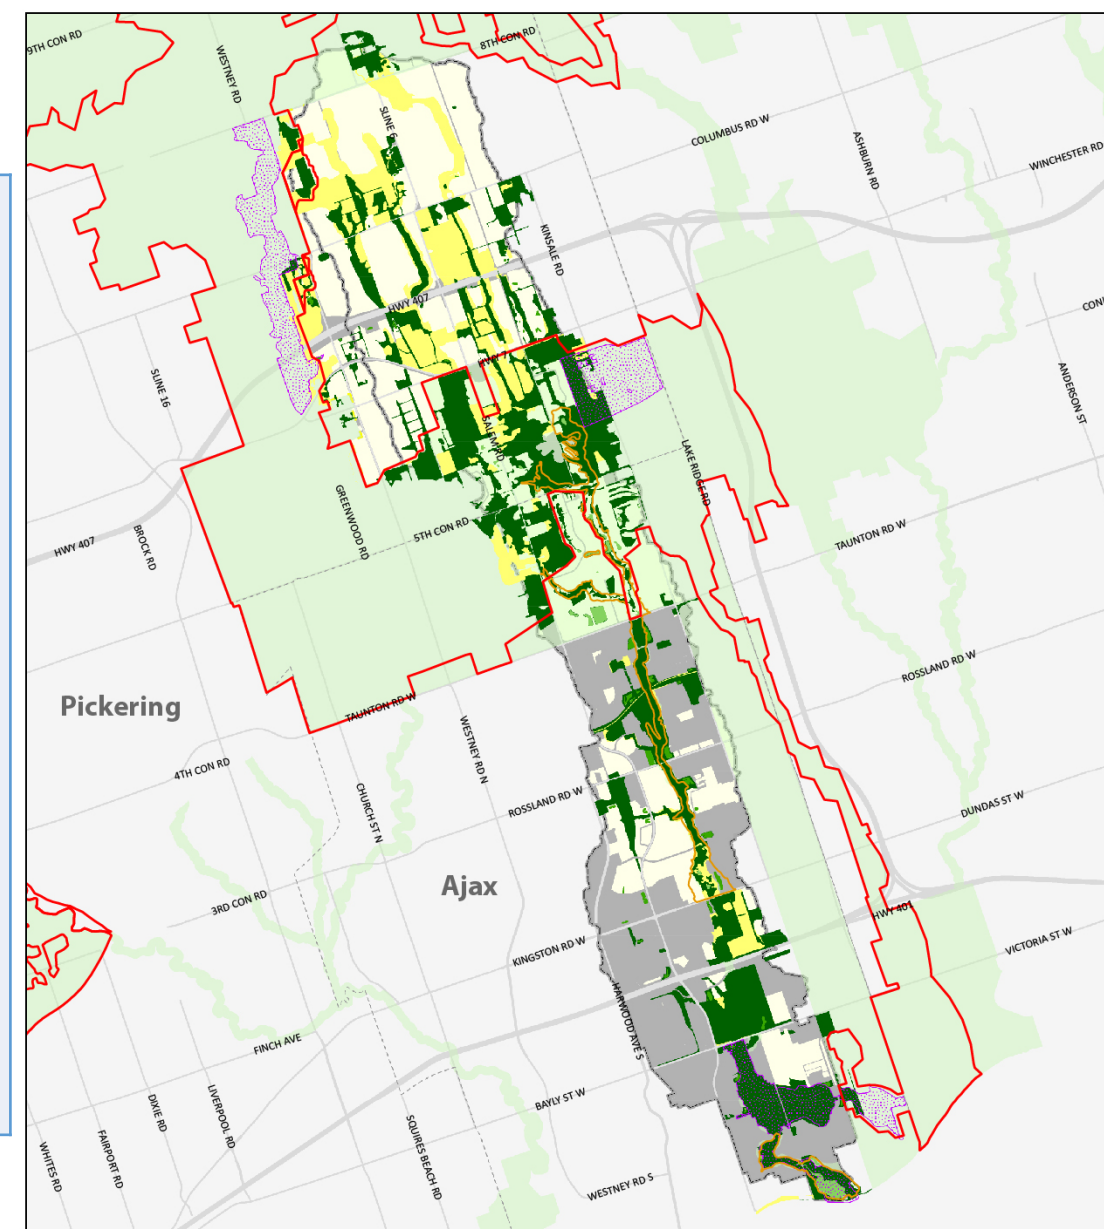 9TH CON RD
WESTNEY RD
8TH CON RD
SLINE 6
COLUMBUS RD W
ASHBURN RD
WINCHESTER RD
KINSALE RD
HWY 407
SLINE 16
HWY 7
ANDERSON ST
SALEM RD
LAKE RIDGE RD
GREENWOOD RD
5TH CON RD
BROCK RD
HWY 407
TAUNTON RD W
ROSSLAND RD W
Pickering
TAUNTON RD W
WESTNEY RD N
4TH CON RD
CHURCH ST N
ROSSLAND RD W
DUNDAS ST W
Ajax
3RD CON RD
HWY 401
KINGSTON RD W
VICTORIA ST W
HARWOOD AVE S
FINCH AVE
BAYLY ST W
DIXIE RD
LIVERPOOL RD
SQUIRES BEACH RD
FAIRPORT RD
WHITES RD
WESTNEY RD S